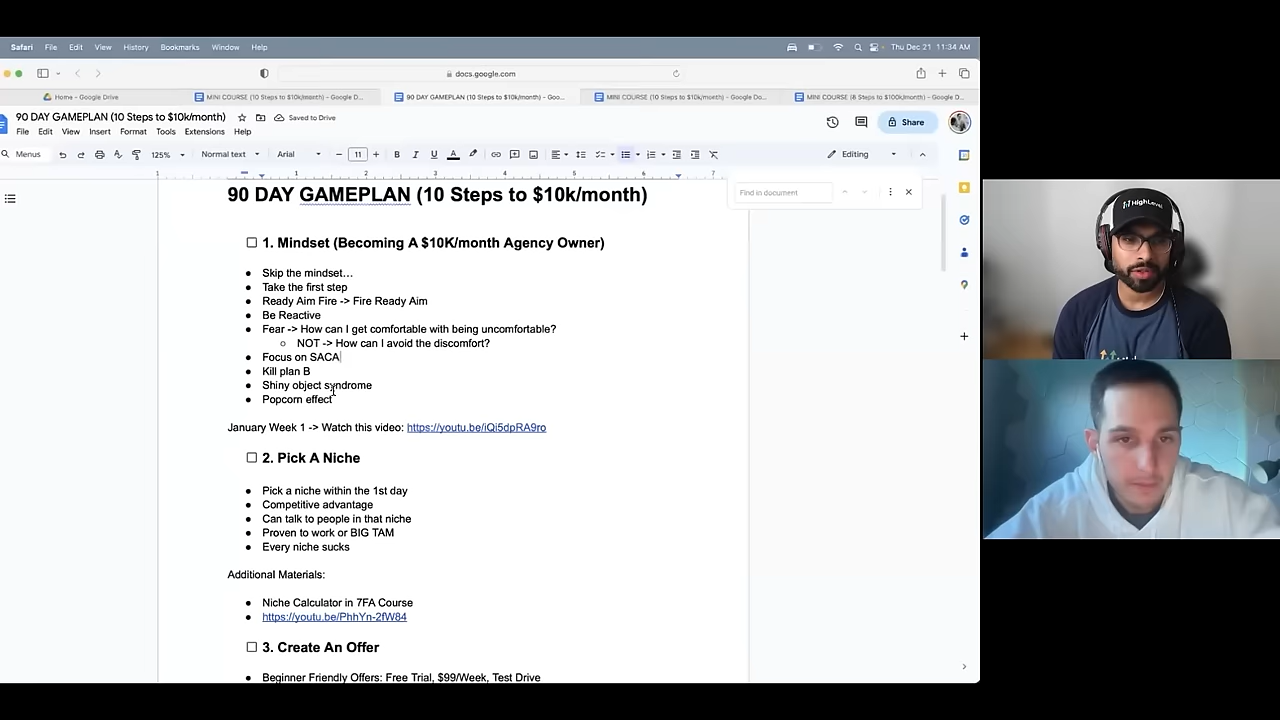 Safari File Edit View History Bookmarks Window Help Thu Dec 21 11:34 AM
docs.google.com
Home - Google Drive MINI COURSE (10 Steps to $10k/month) - Google D... 90 DAY GAMEPLAN (10 Steps to $10k/month) - Goo... MINI COURSE (10 Steps to $10k/month) - Google Do... MINI COURSE (8 Steps to $100k/month) - Google D...
90 DAY GAMEPLAN (10 Steps to $10k/month) Saved to Drive
File Edit View Insert Format Tools Extensions Help
Share
Menus 125% Normal text Arial 11 B I U A Editing
Find in document
90 DAY GAMEPLAN (10 Steps to $10k/month)
1. Mindset (Becoming A $10K/month Agency Owner)
Skip the mindset…
Take the first step
Ready Aim Fire -> Fire Ready Aim
Be Reactive
Fear -> How can I get comfortable with being uncomfortable?
NOT -> How can I avoid the discomfort?
Focus on SACA
Kill plan B
Shiny object syndrome
Popcorn effect
January Week 1 -> Watch this video: https://youtu.be/iQi5dpRA9ro
2. Pick A Niche
Pick a niche within the 1st day
Competitive advantage
Can talk to people in that niche
Proven to work or BIG TAM
Every niche sucks
Additional Materials:
Niche Calculator in 7FA Course
https://youtu.be/PhhYn-2fW84
3. Create An Offer
Beginner Friendly Offers: Free Trial, $99/Week, Test Drive
HighLevel